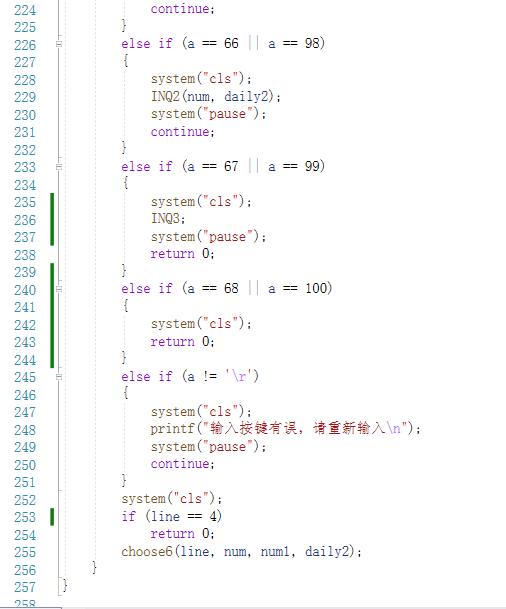 224 continue;
225 }
226 else if (a == 66 || a == 98)
227 {
228 system("cls");
229 INQ2(num, daily2);
230 system("pause");
231 continue;
232 }
233 else if (a == 67 || a == 99)
234 {
235 system("cls");
236 INQ3;
237 system("pause");
238 return 0;
239 }
240 else if (a == 68 || a == 100)
241 {
242 system("cls");
243 return 0;
244 }
245 else if (a != '\r')
246 {
247 system("cls");
248 printf("输入按键有误，请重新输入\n");
249 system("pause");
250 continue;
251 }
252 system("cls");
253 if (line == 4)
254 return 0;
255 choose6(line, num, num1, daily2);
256 }
257 }
258